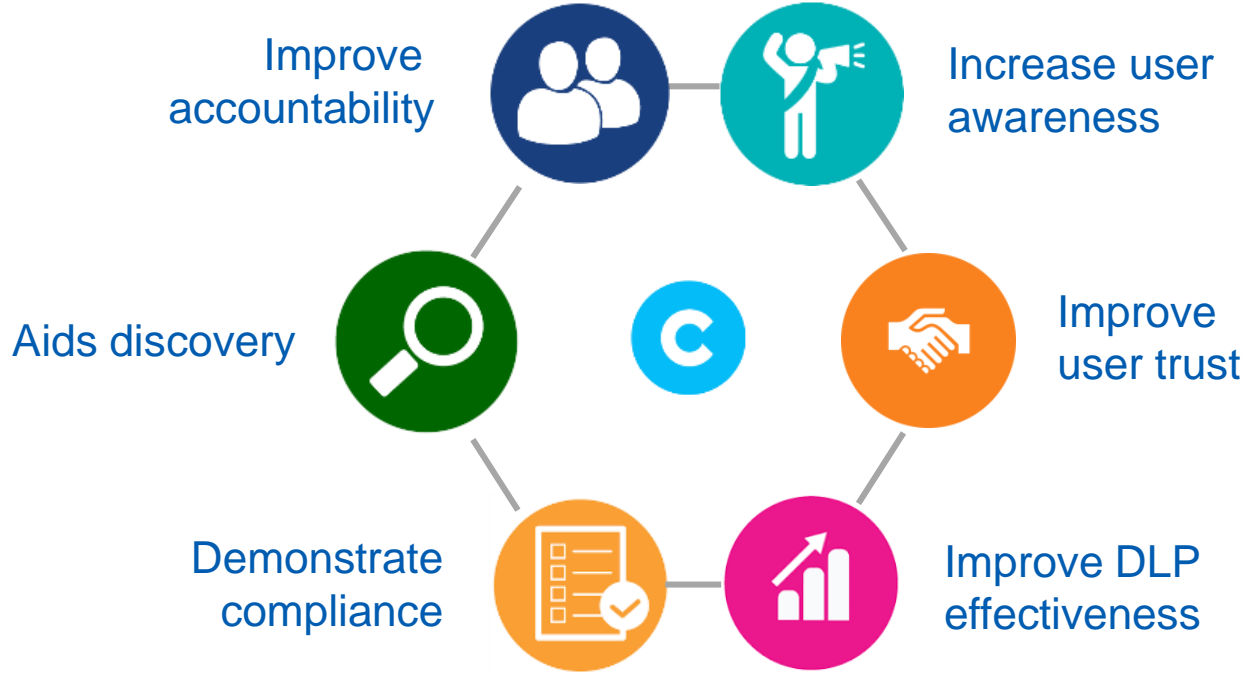 Improve
accountability
Increase user
awareness
Aids discovery
C
Improve
user trust
Demonstrate
compliance
Improve DLP
effectiveness